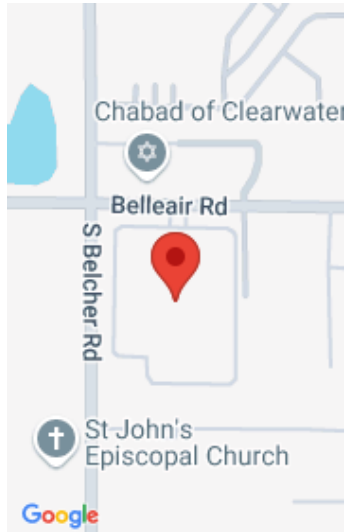 Chabad of Clearwater
Belleair Rd
S Belcher Rd
St John's
Episcopal Church
Google